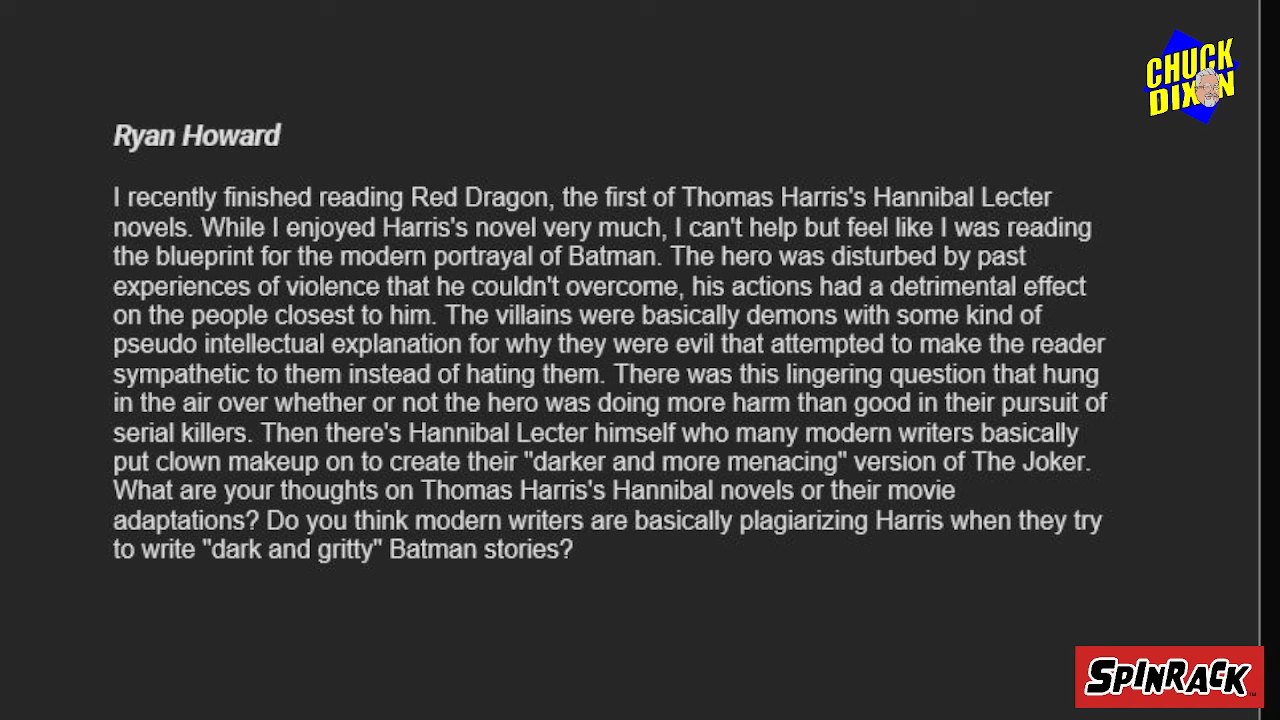 CHUCK
DIXON
Ryan Howard
I recently finished reading Red Dragon, the first of Thomas Harris's Hannibal Lecter
novels. While I enjoyed Harris's novel very much, I can't help but feel like I was reading
the blueprint for the modern portrayal of Batman. The hero was disturbed by past
experiences of violence that he couldn't overcome, his actions had a detrimental effect
on the people closest to him. The villains were basically demons with some kind of
pseudo intellectual explanation for why they were evil that attempted to make the reader
sympathetic to them instead of hating them. There was this lingering question that hung
in the air over whether or not the hero was doing more harm than good in their pursuit of
serial killers. Then there's Hannibal Lecter himself who many modern writers basically
put clown makeup on to create their "darker and more menacing" version of The Joker.
What are your thoughts on Thomas Harris's Hannibal novels or their movie
adaptations? Do you think modern writers are basically plagiarizing Harris when they try
to write "dark and gritty" Batman stories?
SPINRACK